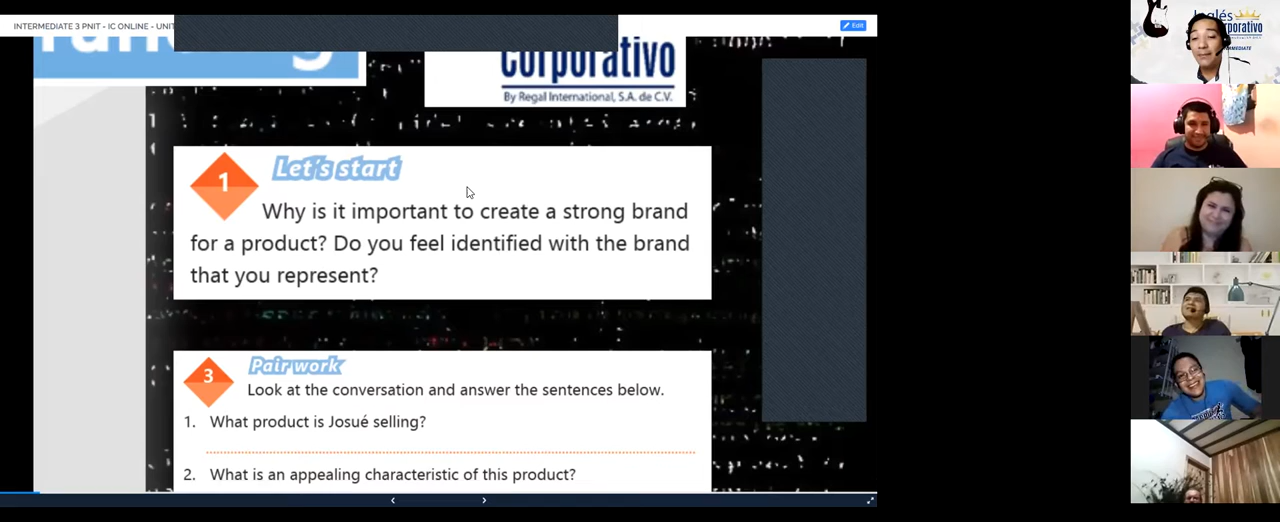 INTERMEDIATE 3 PNIT - IC ONLINE - UNIT
Edit
Corporativo
By Regal International, S.A. de C.V.
1
Let's start
Why is it important to create a strong brand
for a product? Do you feel identified with the brand
that you represent?
3
Pair work
Look at the conversation and answer the sentences below.
1. What product is Josué selling?
2. What is an appealing characteristic of this product?
Inglés